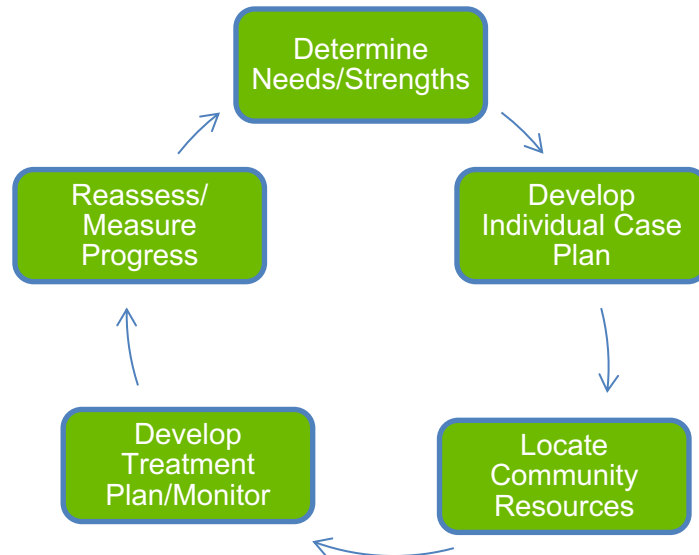 Determine
Needs/Strengths
Develop
Individual Case
Plan
Locate
Community
Resources
Develop
Treatment
Plan/Monitor
Reassess/
Measure
Progress